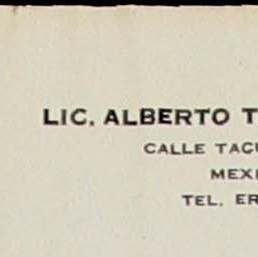 LIC. ALBERTO T
CALLE TACU
MEXI
TEL. ER